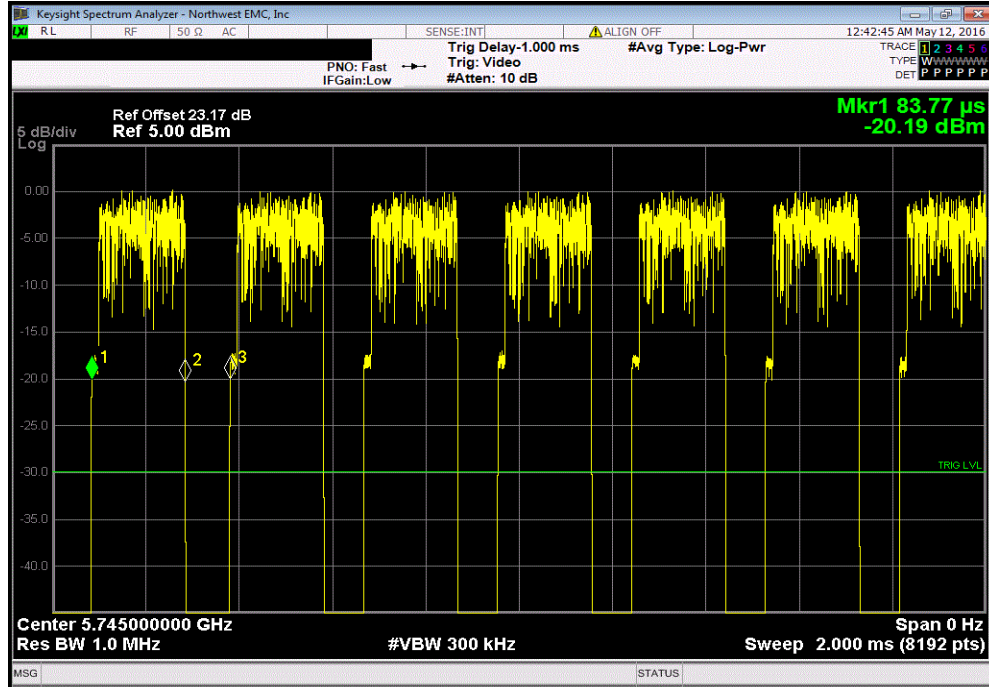 Keysight Spectrum Analyzer - Northwest EMC, Inc
LXI RL RF 50 Ω AC SENSE:INT ALIGN OFF 12:42:45 AM May 12, 2016
Trig Delay-1.000 ms #Avg Type: Log-Pwr TRACE 1 2 3 4 5 6
PNO: Fast Trig: Video TYPE WWWWWW
IFGain:Low #Atten: 10 dB DET P P P P P P
Mkr1 83.77 µs
-20.19 dBm
Ref Offset 23.17 dB
5 dB/div Ref 5.00 dBm
Log
0.00
-5.00
-10.0
-15.0
1 2 3
-20.0
-25.0
-30.0
TRIG LVL
-35.0
-40.0
Center 5.745000000 GHz Span 0 Hz
Res BW 1.0 MHz #VBW 300 kHz Sweep 2.000 ms (8192 pts)
MSG STATUS